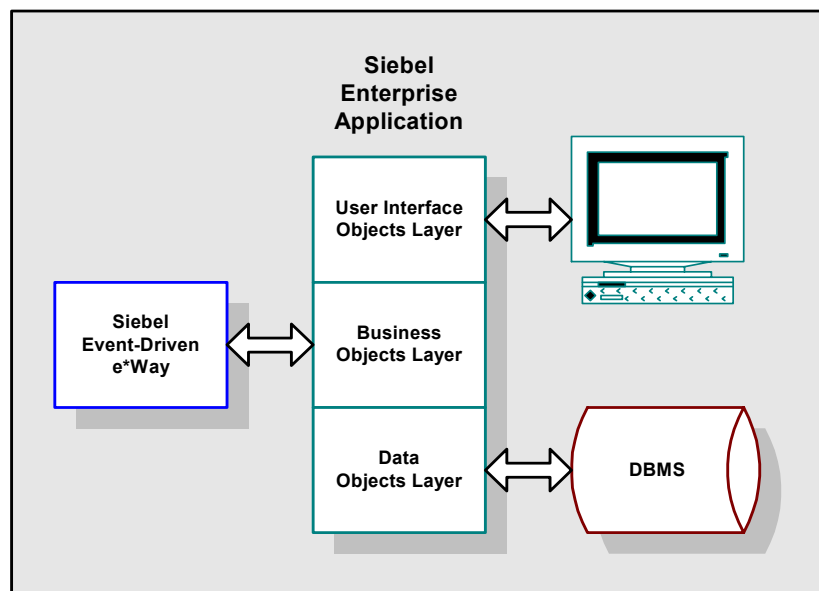 Siebel
Enterprise
Application
User Interface
Objects Layer
Siebel
Event-Driven
e*Way
Business
Objects Layer
Data
Objects Layer
DBMS